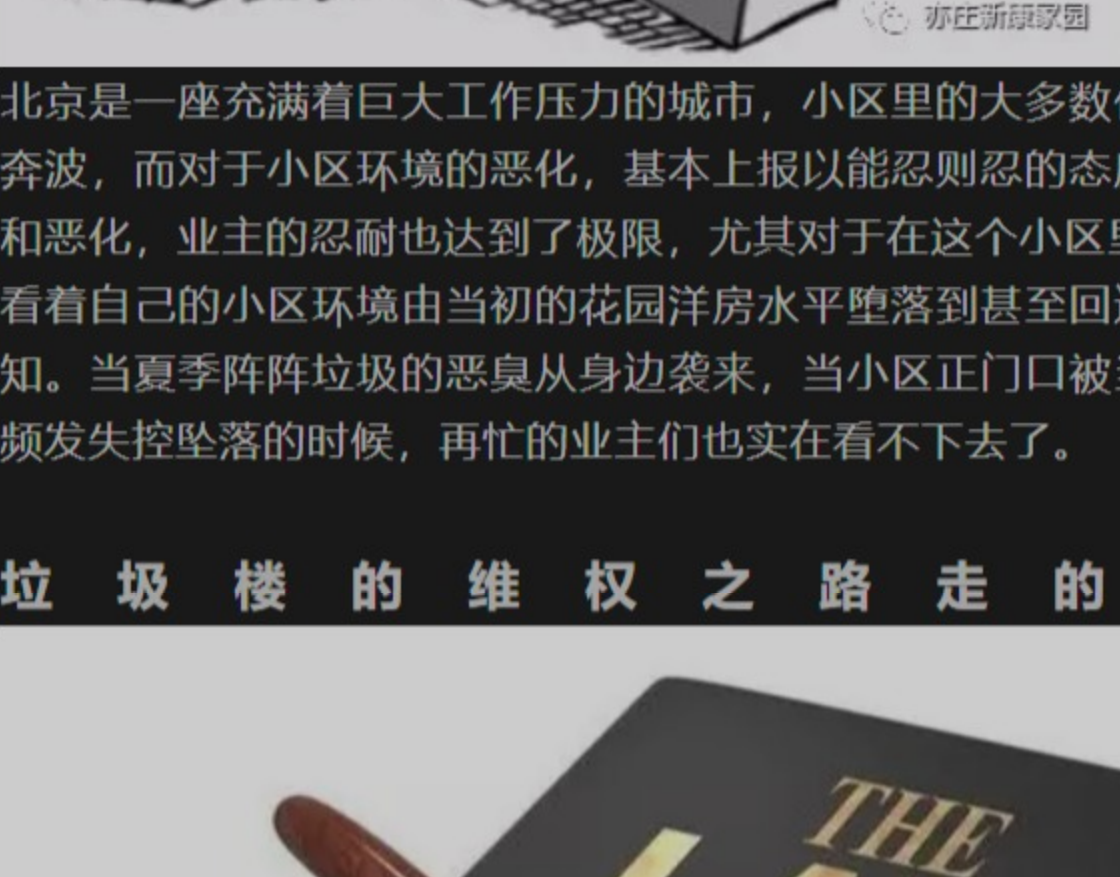 亦庄新康家园
北京是一座充满着巨大工作压力的城市，小区里的大多数
奔波，而对于小区环境的恶化，基本上报以能忍则忍的态
和恶化，业主的忍耐也达到了极限，尤其对于在这个小区里
看着自己的小区环境由当初的花园洋房水平堕落到甚至回
知。当夏季阵阵垃圾的恶臭从身边袭来，当小区正门口被
频发失控坠落的时候，再忙的业主们也实在看不下去了。
垃圾楼的维权之路走的
THE